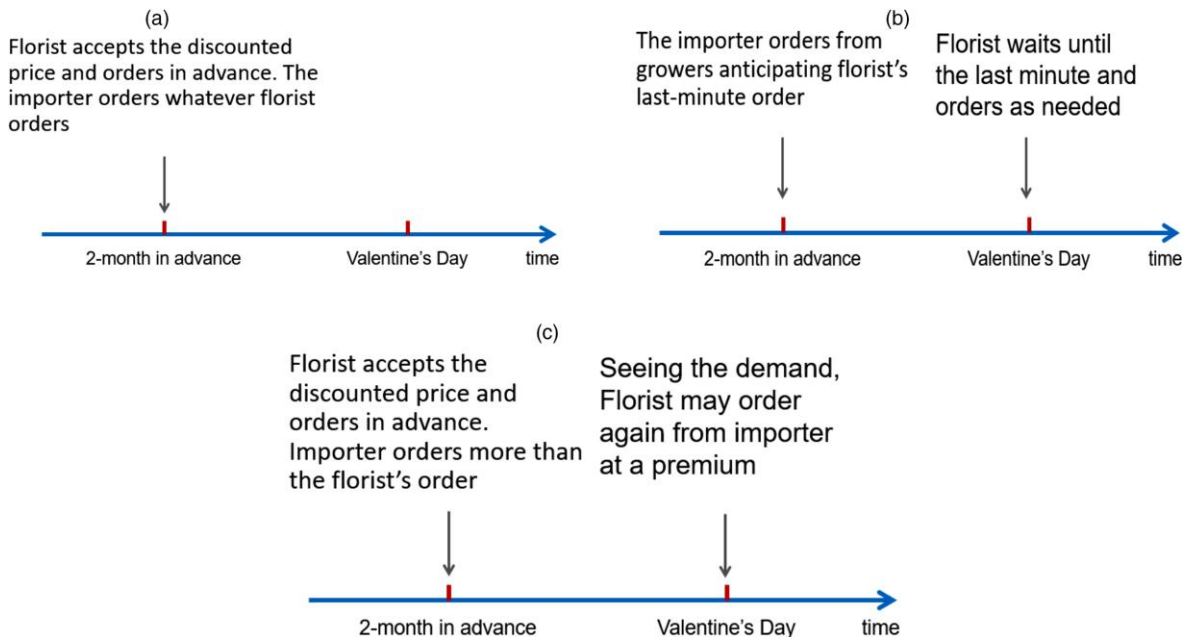 (a)
Florist accepts the discounted
price and orders in advance. The
importer orders whatever florist
orders
2-month in advance
Valentine's Day
time
(b)
The importer orders from
growers anticipating florist's
last-minute order
Florist waits until
the last minute and
orders as needed
2-month in advance
Valentine's Day
time
(c)
Florist accepts the
discounted price and
orders in advance.
Importer orders more than
the florist's order
Seeing the demand,
Florist may order
again from importer
at a premium
2-month in advance
Valentine's Day
time